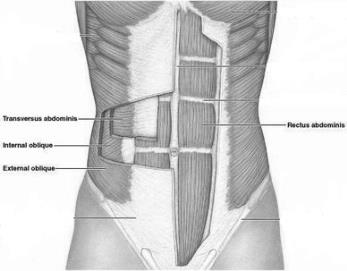 Transversus abdominis
Rectus abdominis
Internal oblique
External oblique